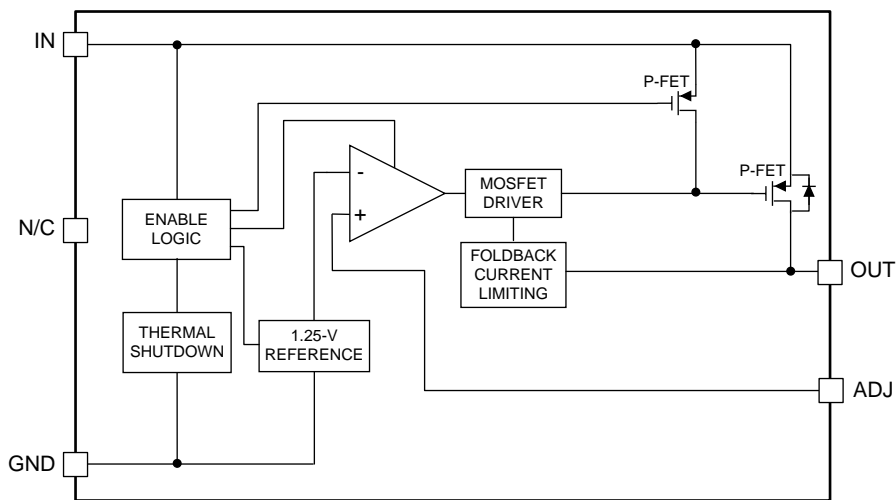 IN
P-FET
P-FET
-
+
MOSFET
DRIVER
N/C
ENABLE
LOGIC
FOLDBACK
CURRENT
LIMITING
OUT
THERMAL
SHUTDOWN
1.25-V
REFERENCE
ADJ
GND